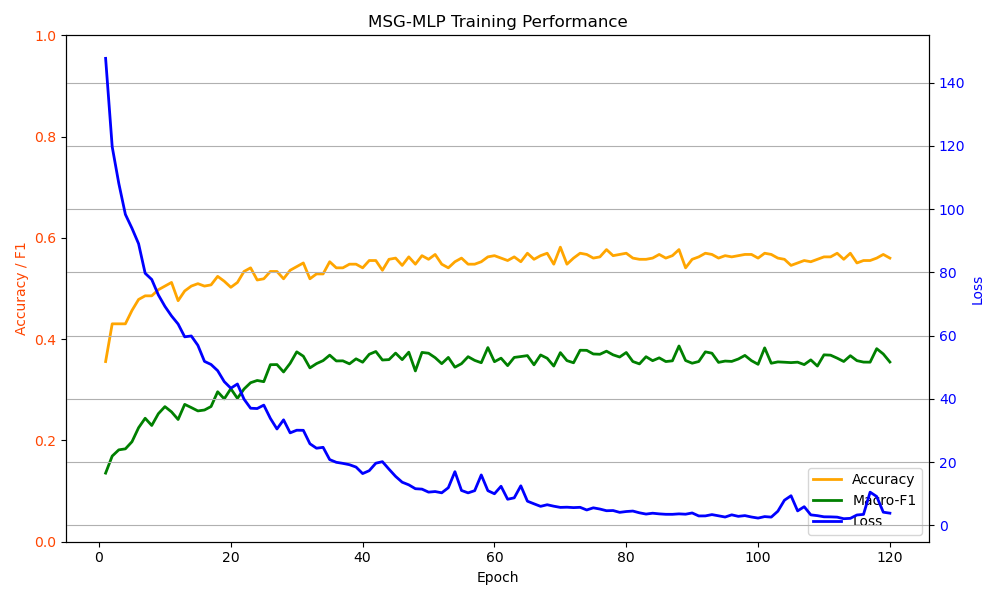 MSG-MLP Training Performance
1.0
0.8
0.6
0.4
0.2
0.0
Accuracy / F1
140
120
100
80
60
40
20
0
Loss
Accuracy
Macro-F1
Loss
0 20 40 60 80 100 120
Epoch